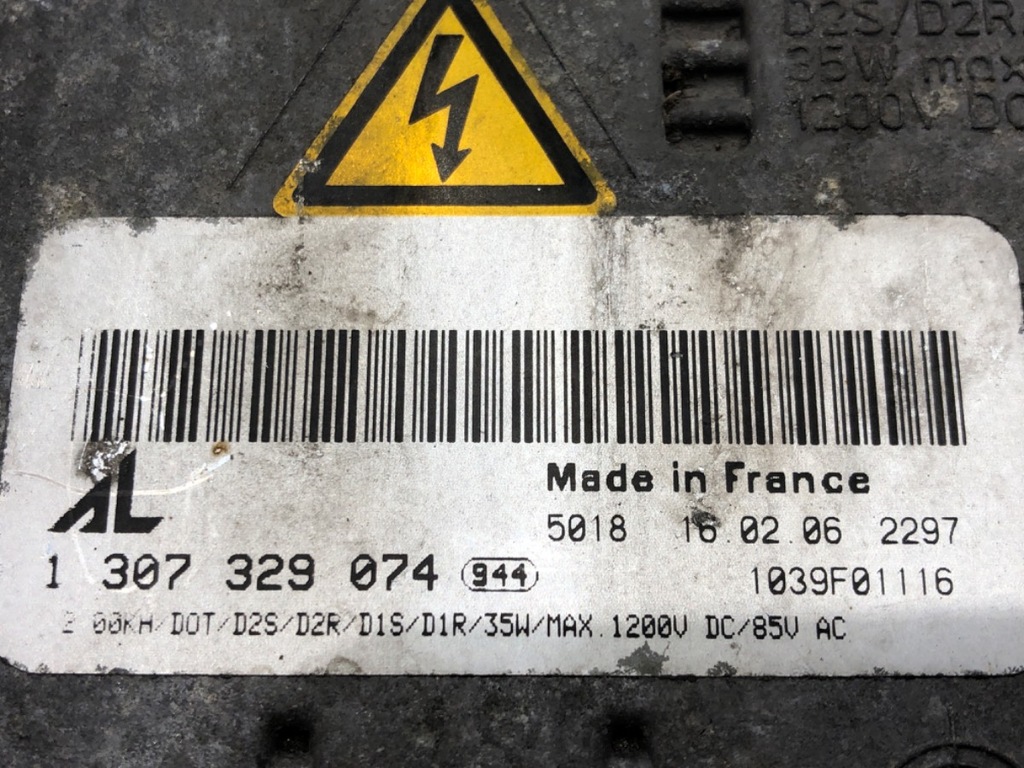 D2S/D2R
35W max
1200V DC
AL
Made in France
5018 16.02.06 2297
1 307 329 074 944
1039F01116
DOT/D2S/D2R/D1S/D1R/35W/MAX.1200V DC/85V AC